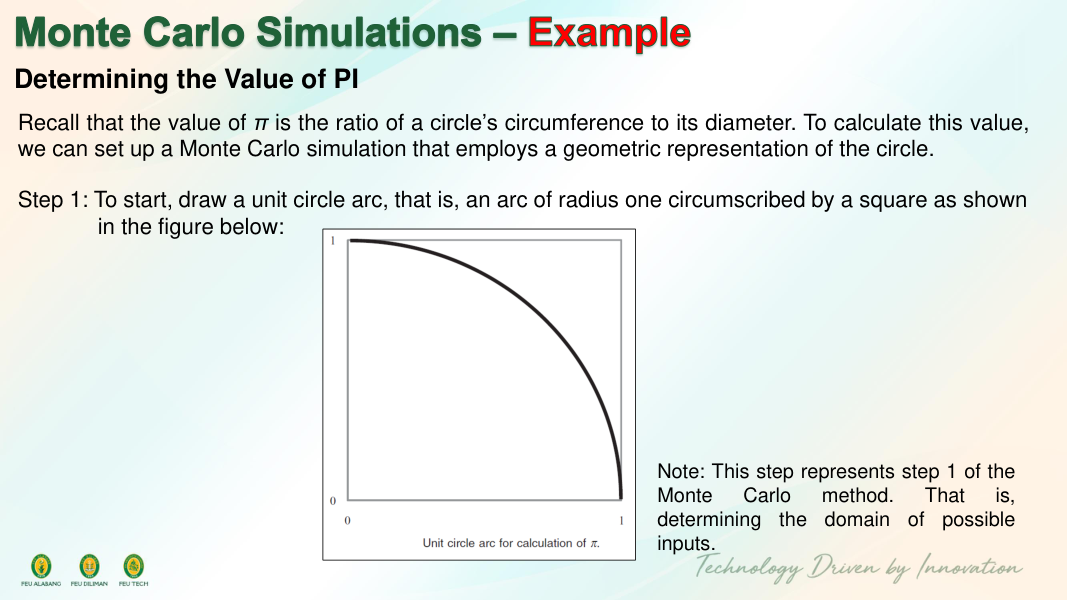 Monte Carlo Simulations – Example
Determining the Value of PI
Recall that the value of π is the ratio of a circle's circumference to its diameter. To calculate this value,
we can set up a Monte Carlo simulation that employs a geometric representation of the circle.
Step 1: To start, draw a unit circle arc, that is, an arc of radius one circumscribed by a square as shown
in the figure below:
1
0
0 1
Unit circle arc for calculation of π.
Note: This step represents step 1 of the
Monte Carlo method. That is,
determining the domain of possible
inputs.
FEU ALABANG FEU DILIMAN FEU TECH
Technology Driven by Innovation